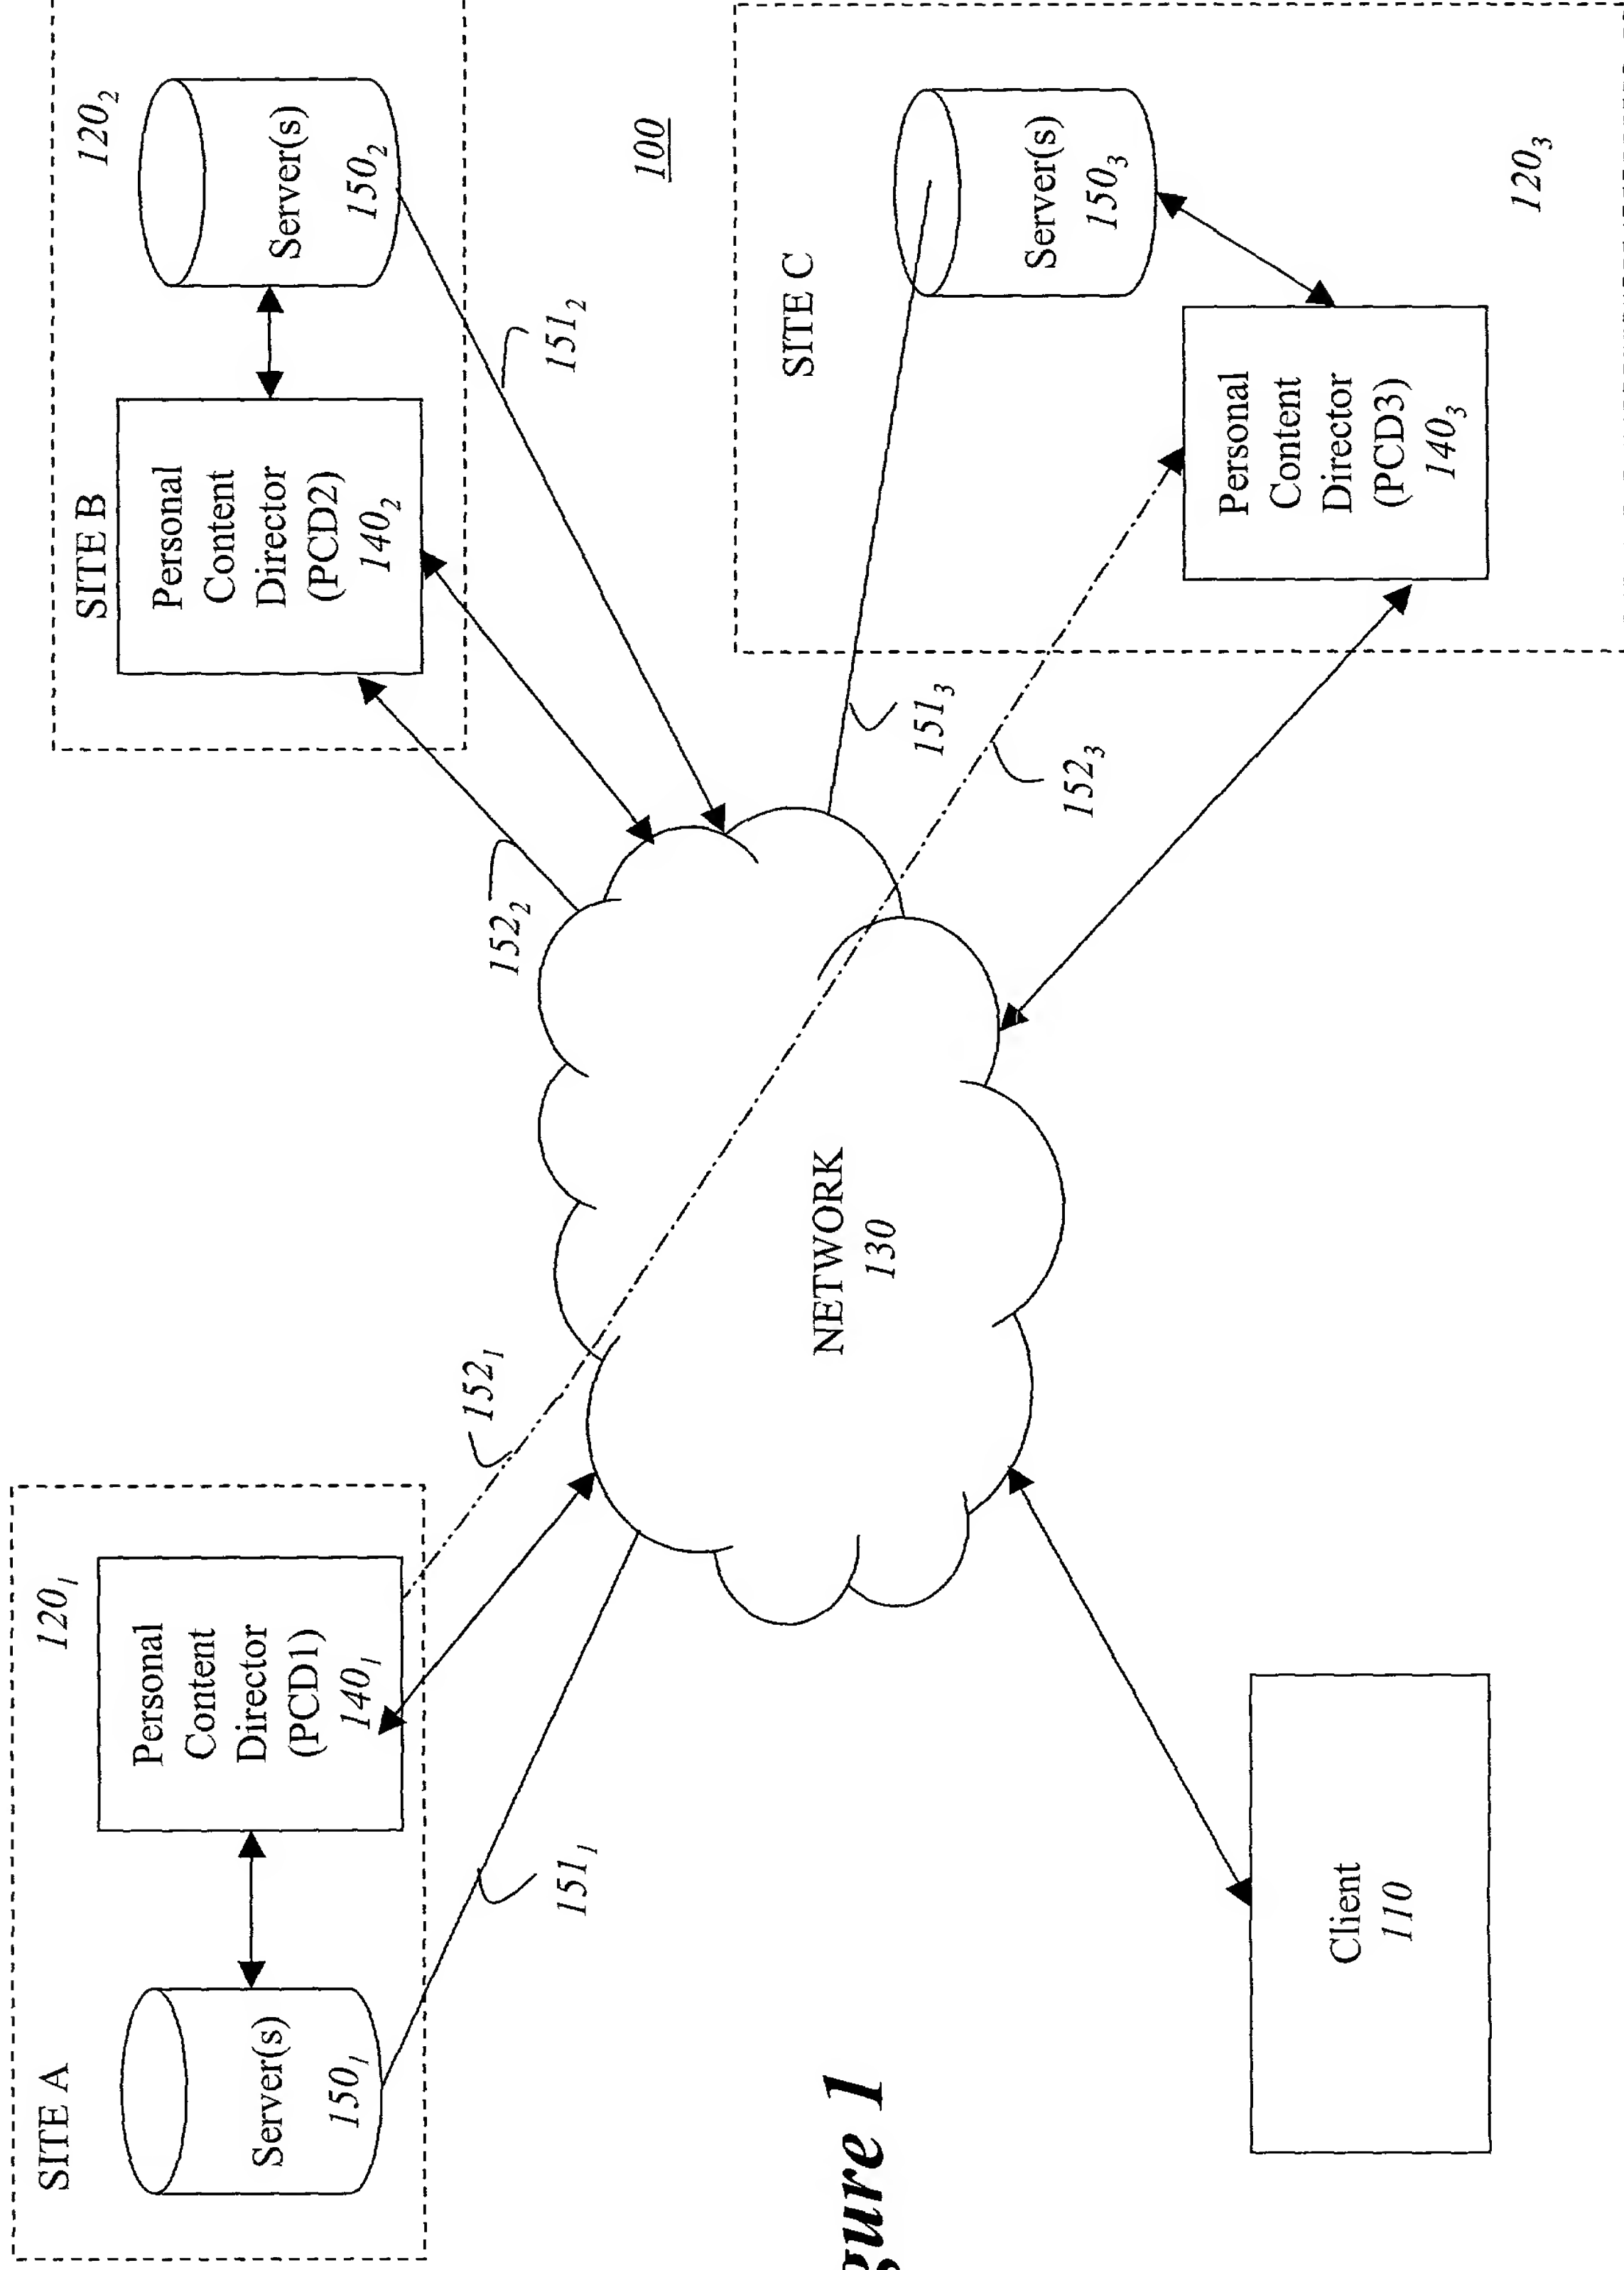 SITE A
120₁
Server(s)
150₁
Personal
Content
Director
(PCD1)
140₁
151₁
152₁
SITE B
120₂
Personal
Content
Director
(PCD2)
140₂
Server(s)
150₂
151₂
152₂
100
NETWORK
130
SITE C
Server(s)
150₃
151₃
152₃
Personal
Content
Director
(PCD3)
140₃
120₃
Client
110
gure 1